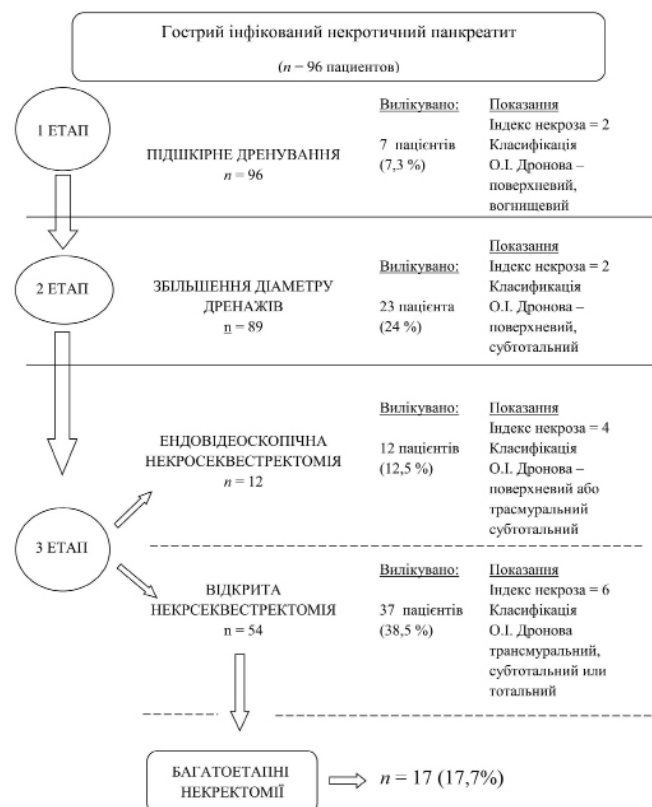 Гострий інфікований некротичний панкреатит
(n = 96 пациентов)
1 ЕТАП
ПІДШКІРНЕ ДРЕНУВАННЯ
n = 96
Вилікувано:
7 пацієнтів
(7,3 %)
Показання
Індекс некроза = 2
Класифікація
О.І. Дронова –
поверхневий,
вогнищевий
2 ЕТАП
ЗБІЛЬШЕННЯ ДІАМЕТРУ
ДРЕНАЖІВ
n = 89
Вилікувано:
23 пацієнта
(24 %)
Показання
Індекс некроза = 2
Класификація
О.І. Дронова –
поверхневий,
субтотальний
3 ЕТАП
ЕНДОВІДЕОСКОПІЧНА
НЕКРОСЕКВЕСТРЕКТОМІЯ
n = 12
Вилікувано:
12 пацієнтів
(12,5 %)
Показання
Індекс некроза = 4
Класифікація
О.І. Дронова –
поверхневий або
трасмуральний
субтотальний
ВІДКРИТА
НЕКРСЕКВЕСТРЕКТОМІЯ
n = 54
Вилікувано:
37 пацієнтів
(38,5 %)
Показання
Індекс некроза = 6
Класифікація
О.І. Дронова
трансмуральний,
субтотальний или
тотальний
БАГАТОЕТАПНІ
НЕКРЕКТОМІЇ
n = 17 (17,7%)